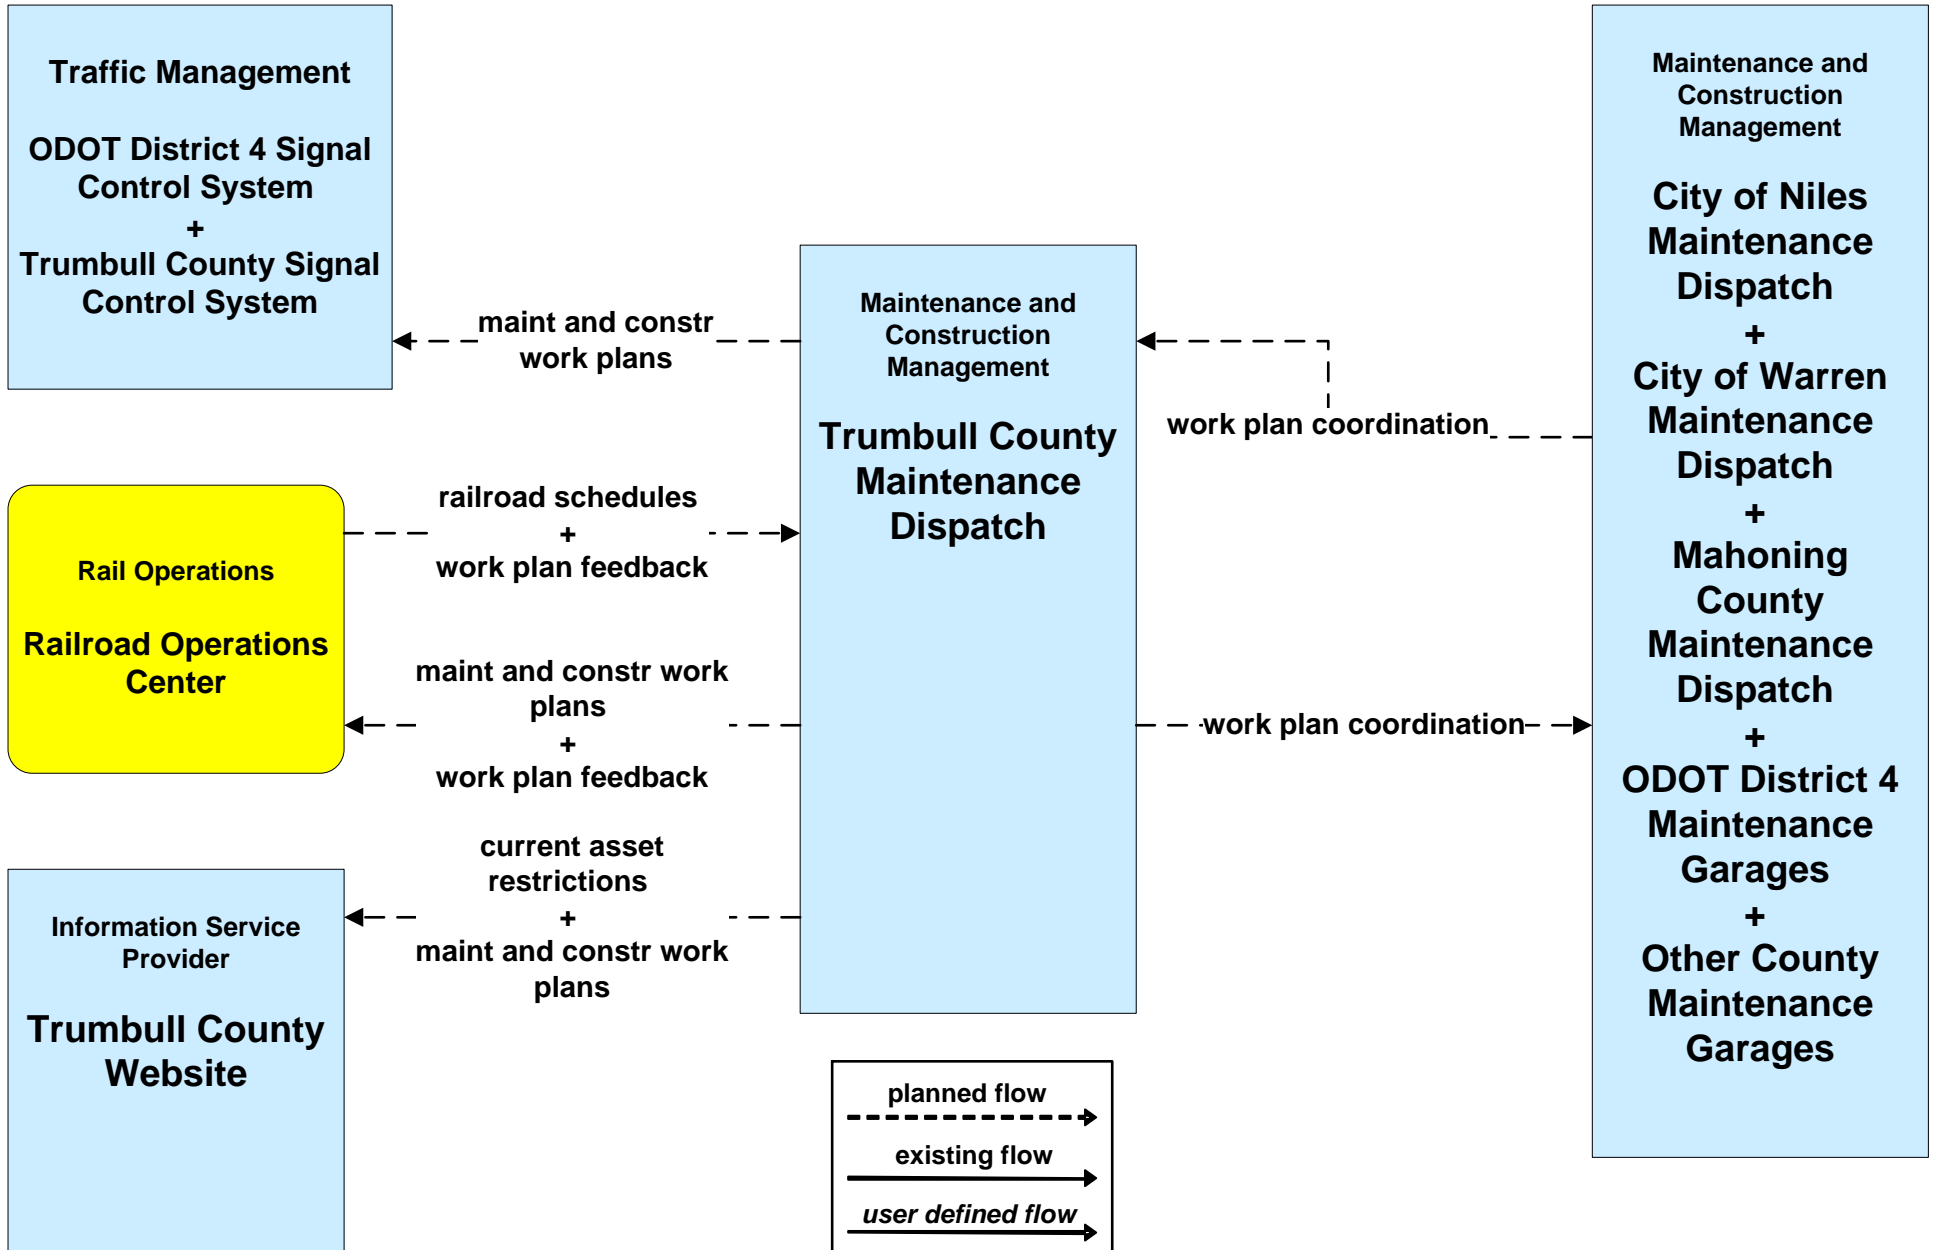 Traffic Management
ODOT District 4 Signal
Control System
+
Trumbull County Signal
Control System
maint and constr
work plans
Rail Operations
Railroad Operations
Center
railroad schedules
+
work plan feedback
maint and constr work
plans
+
work plan feedback
Information Service
Provider
Trumbull County
Website
current asset
restrictions
+
maint and constr work
plans
Maintenance and
Construction
Management
Trumbull County
Maintenance
Dispatch
work plan coordination
work plan coordination
Maintenance and
Construction
Management
City of Niles
Maintenance
Dispatch
+
City of Warren
Maintenance
Dispatch
+
Mahoning
County
Maintenance
Dispatch
+
ODOT District 4
Maintenance
Garages
+
Other County
Maintenance
Garages
planned flow
existing flow
user defined flow